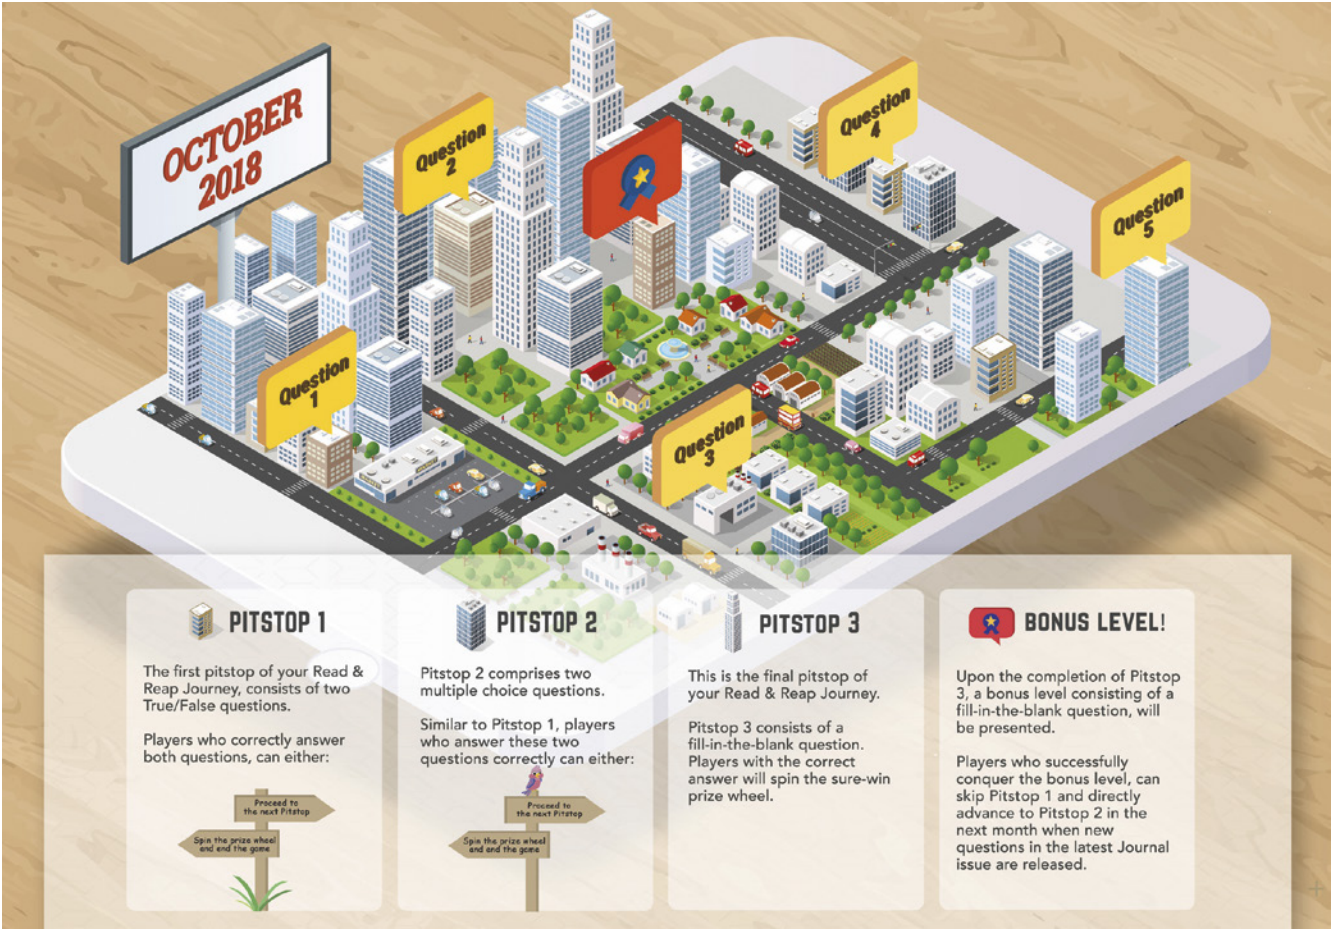 OCTOBER
2018
Question
1
Question
2
Question
3
Question
4
Question
5
PITSTOP 1
The first pitstop of your Read &
Reap Journey, consists of two
True/False questions.
Players who correctly answer
both questions, can either:
Proceed to
the next Pitstop
Spin the prize wheel
and end the game
PITSTOP 2
Pitstop 2 comprises two
multiple choice questions.
Similar to Pitstop 1, players
who answer these two
questions correctly can either:
Proceed to
the next Pitstop
Spin the prize wheel
and end the game
PITSTOP 3
This is the final pitstop of
your Read & Reap Journey.
Pitstop 3 consists of a
fill-in-the-blank question.
Players with the correct
answer will spin the sure-win
prize wheel.
BONUS LEVEL!
Upon the completion of Pitstop
3, a bonus level consisting of a
fill-in-the-blank question, will
be presented.
Players who successfully
conquer the bonus level, can
skip Pitstop 1 and directly
advance to Pitstop 2 in the
next month when new
questions in the latest Journal
issue are released.